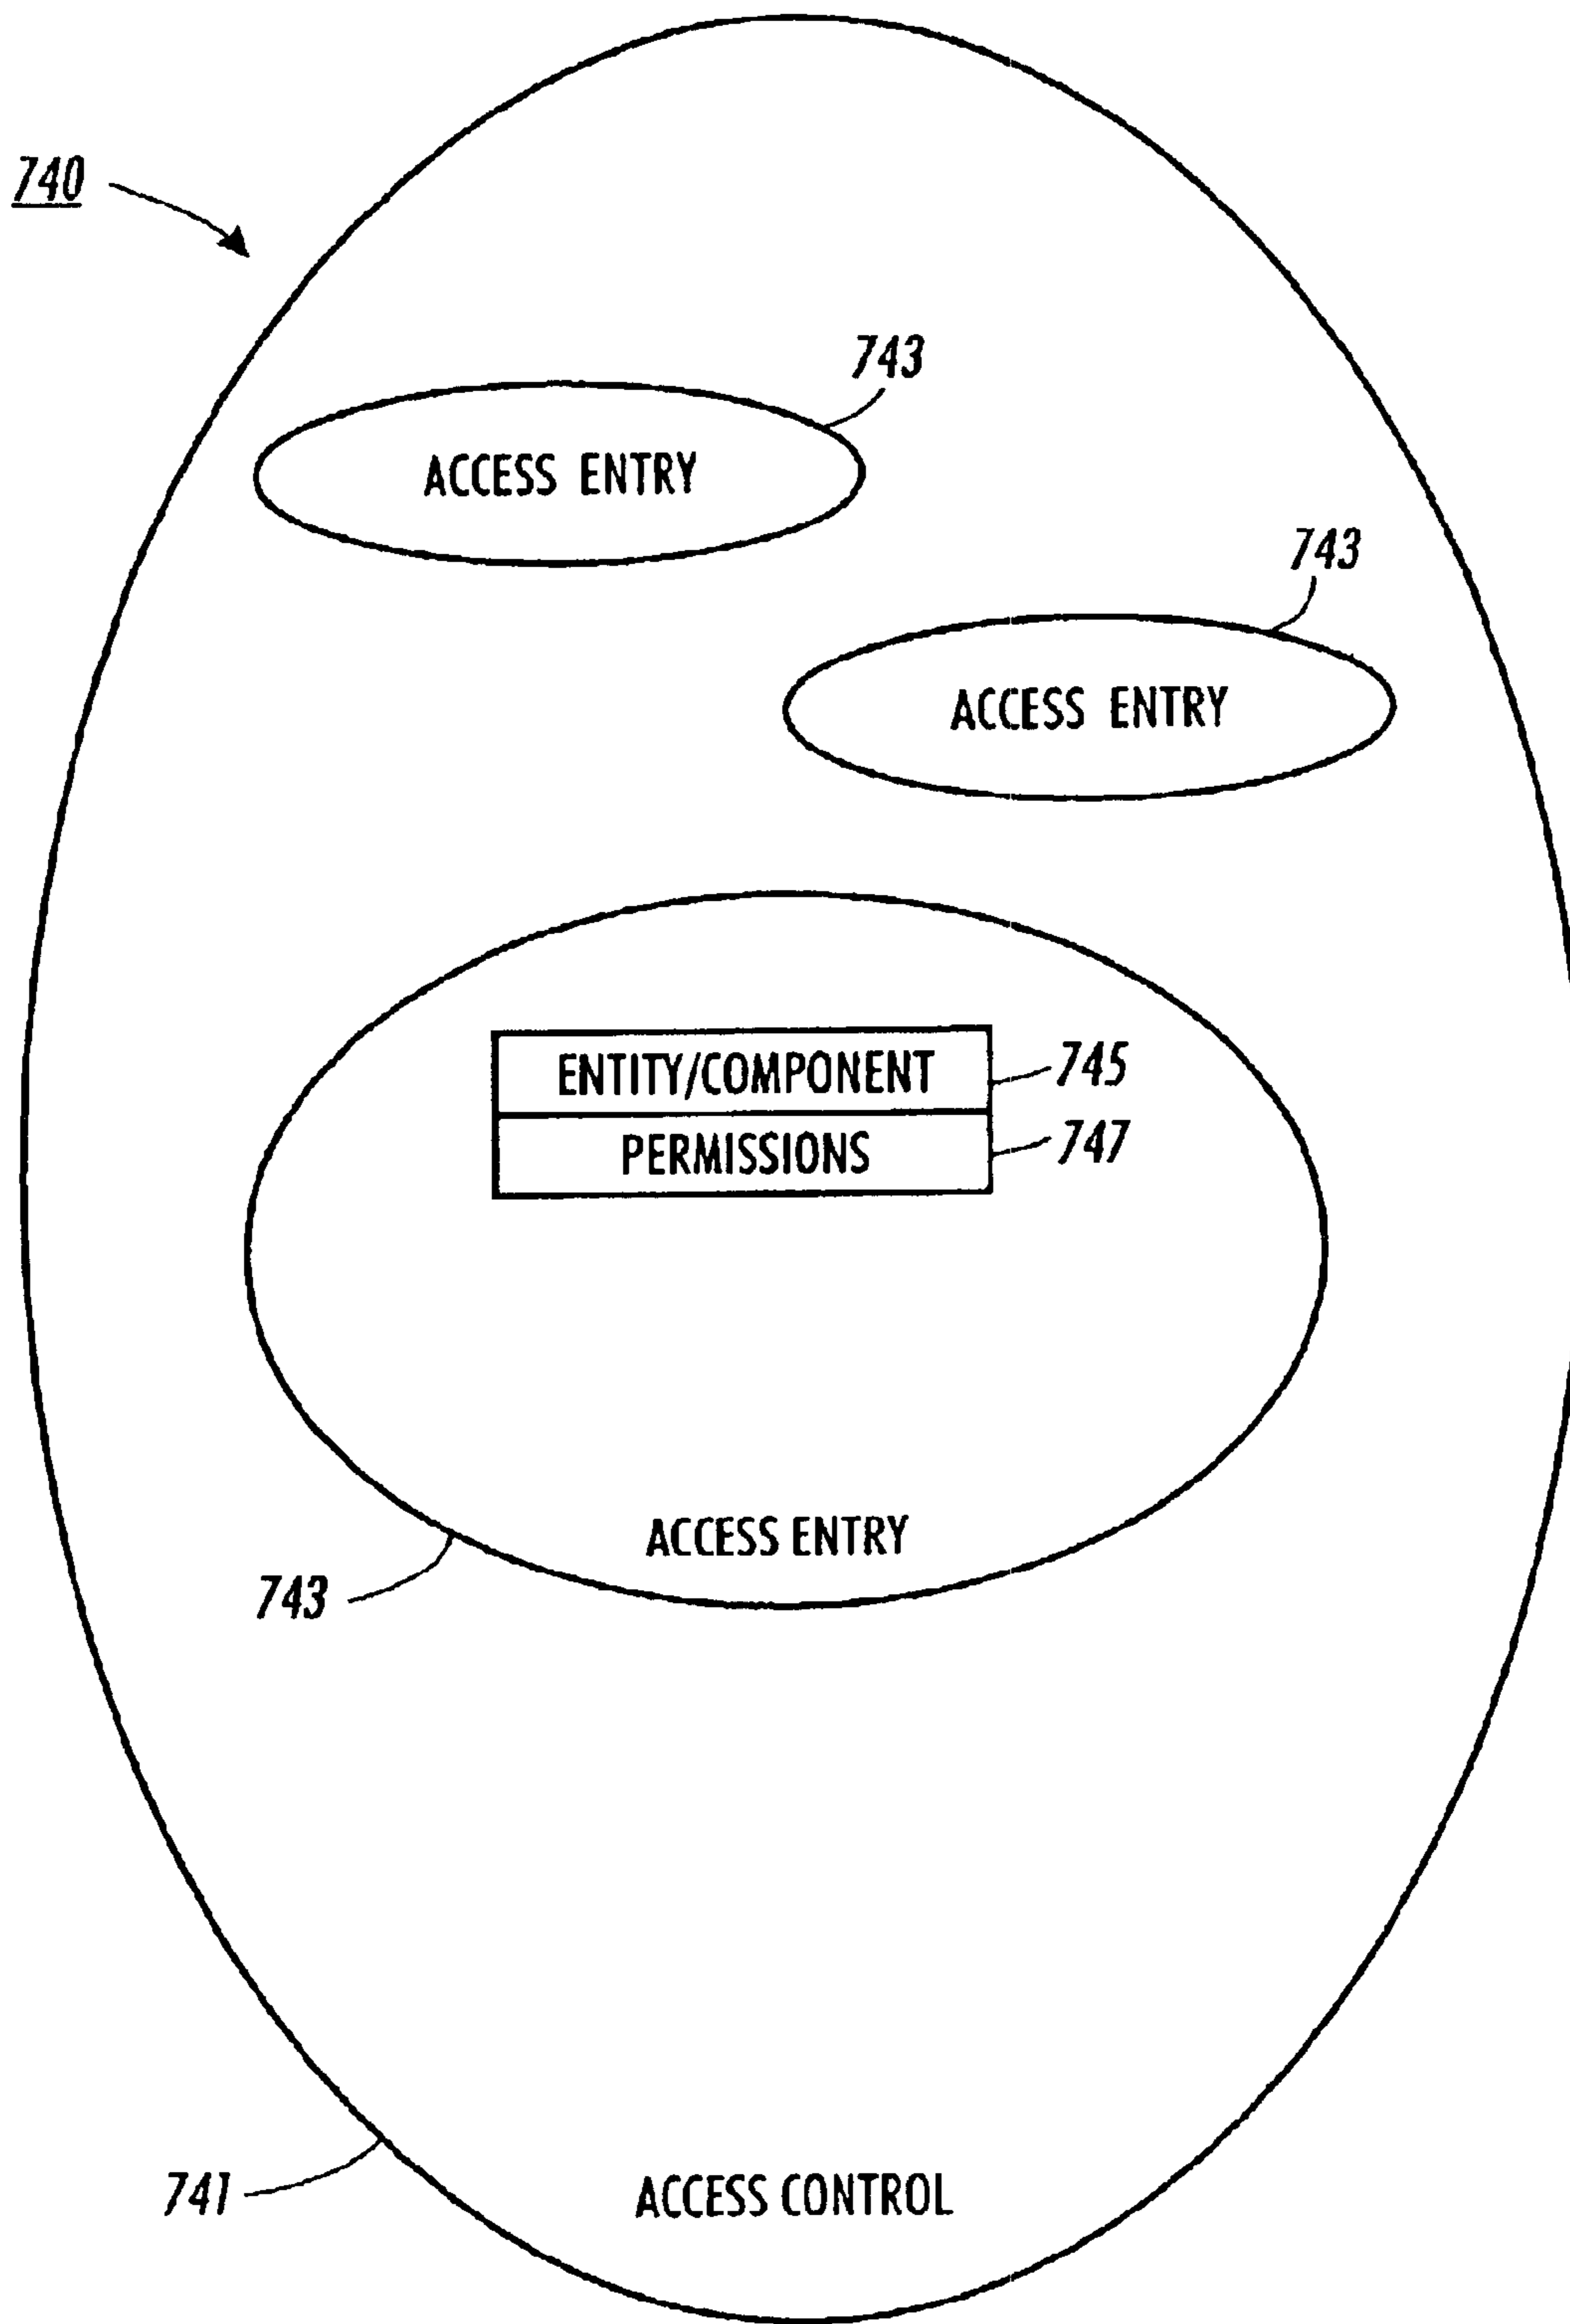 740
743
ACCESS ENTRY
743
ACCESS ENTRY
ENTITY/COMPONENT
745
PERMISSIONS
747
ACCESS ENTRY
743
741
ACCESS CONTROL